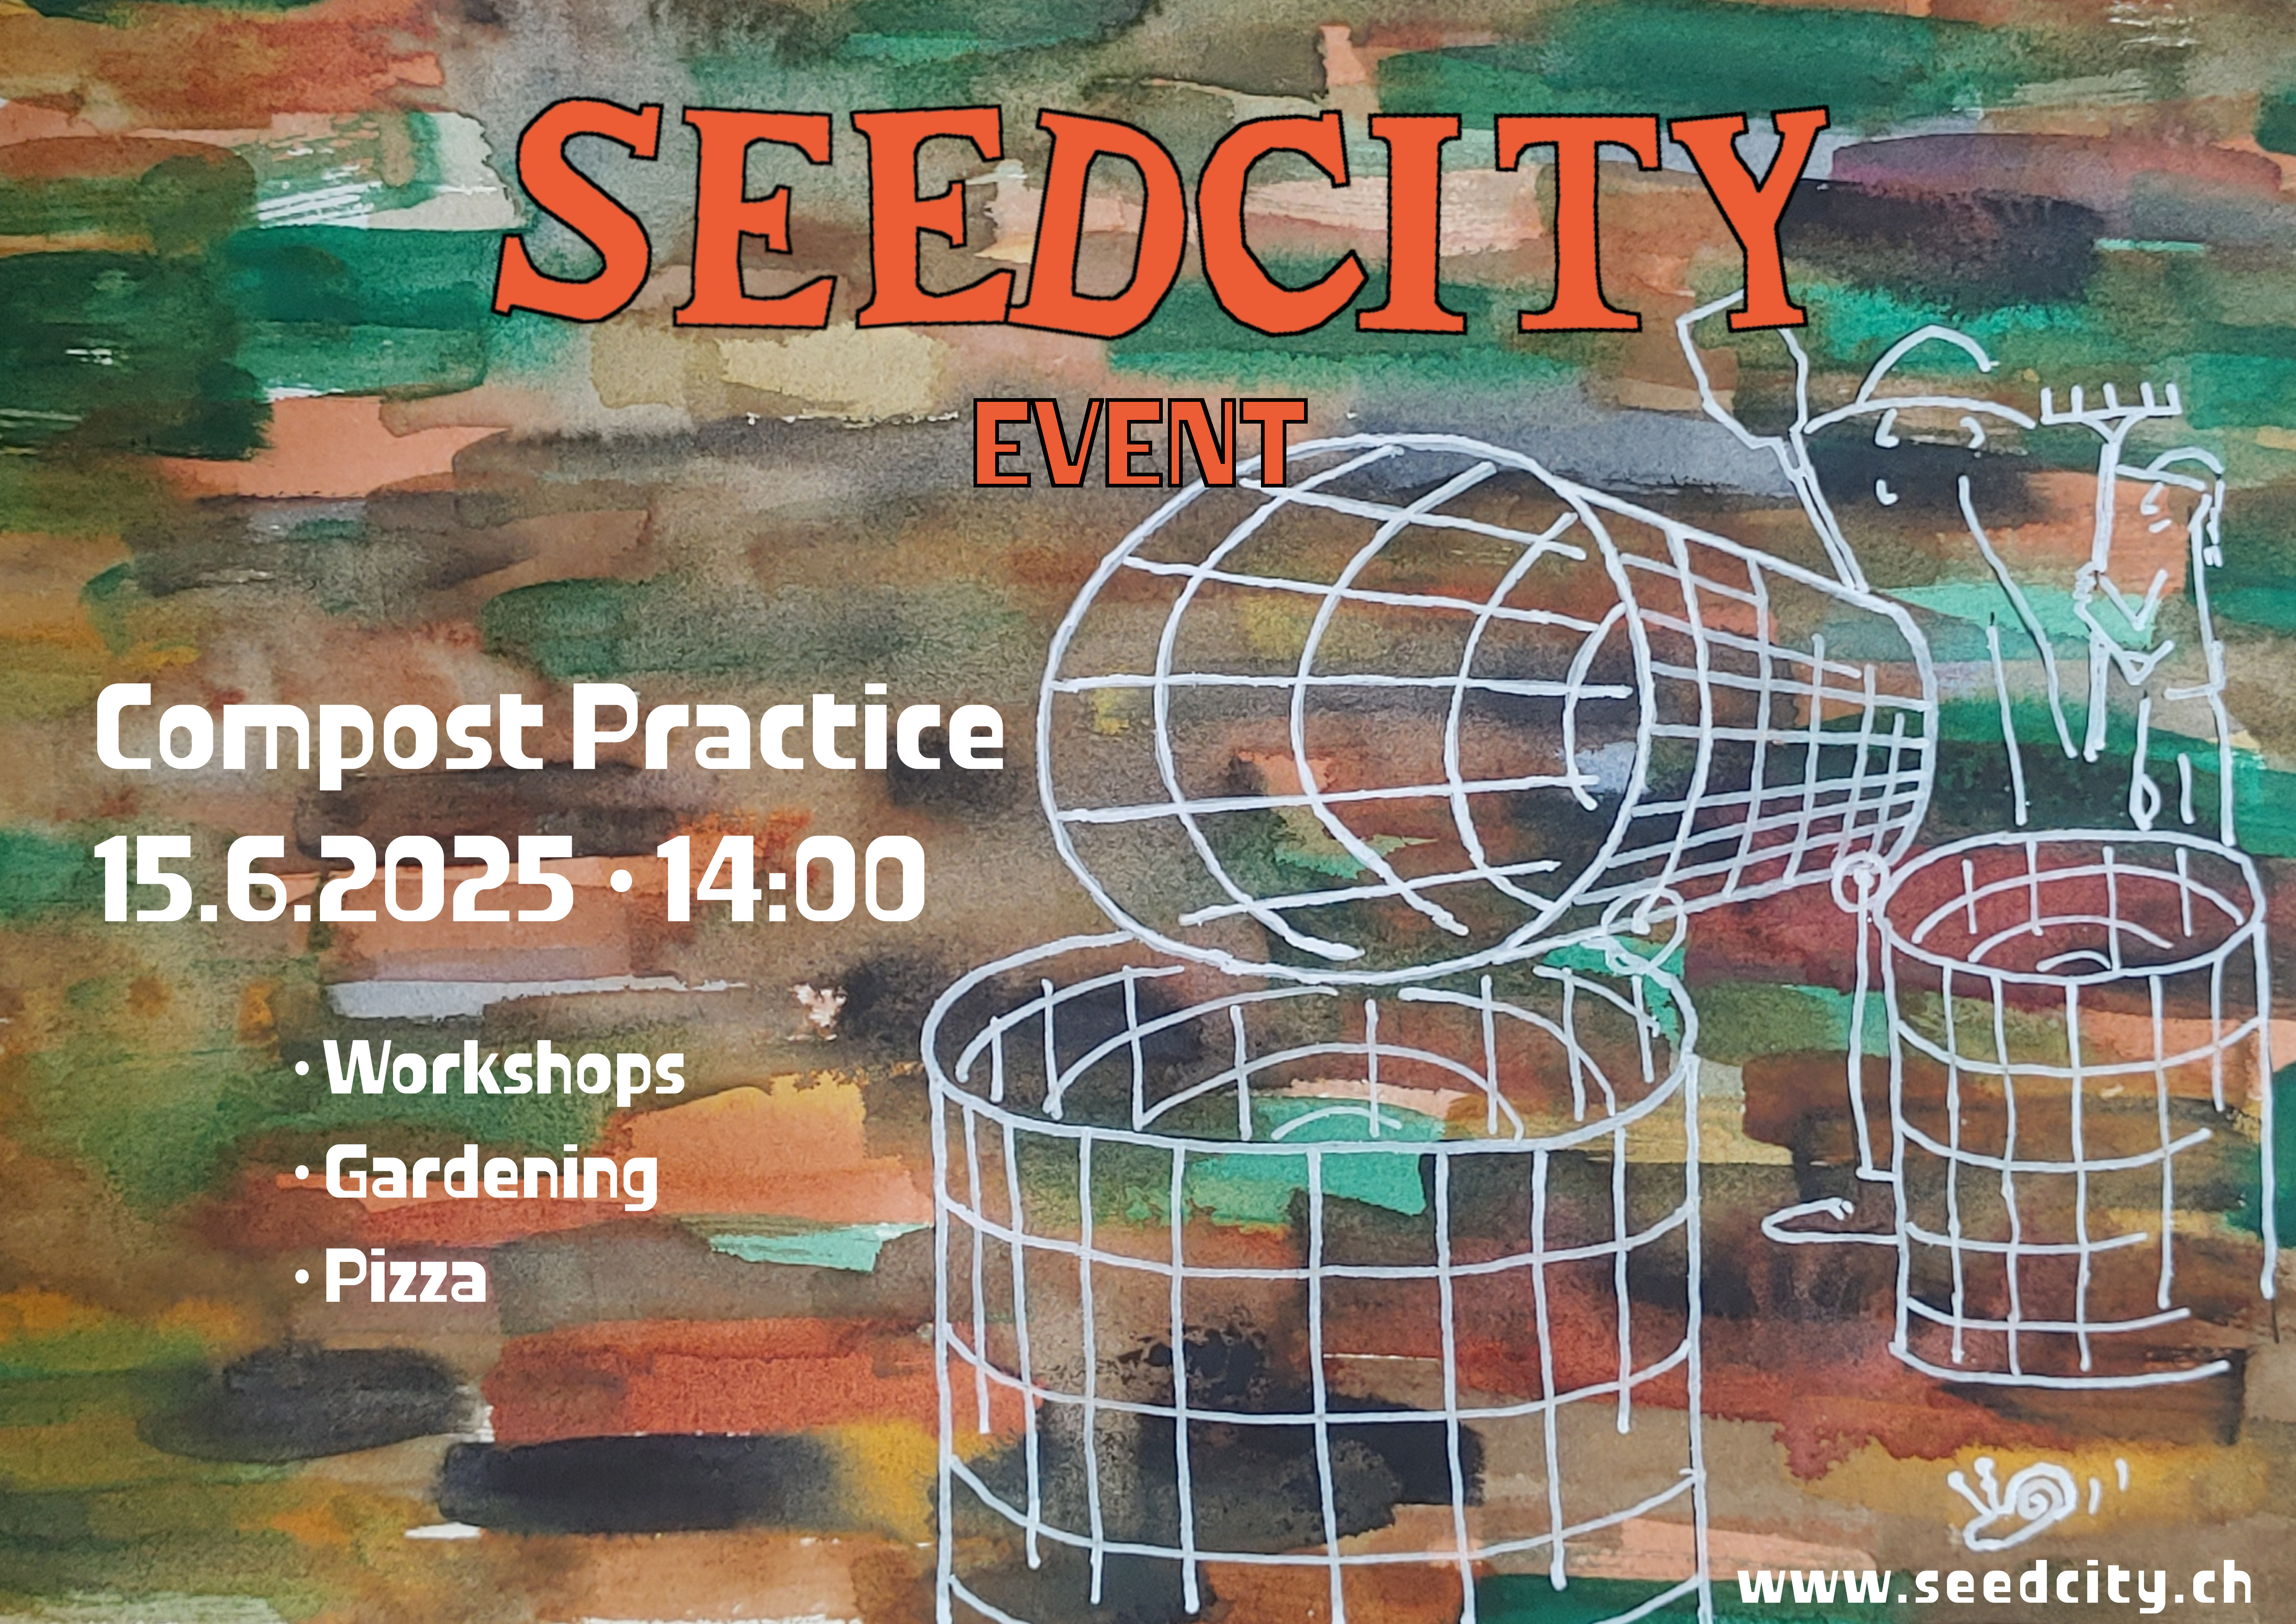 SEEDCITY
EVENT
Compost Practice
15.6.2025 • 14:00
• Workshops
• Gardening
• Pizza
www.seedcity.ch